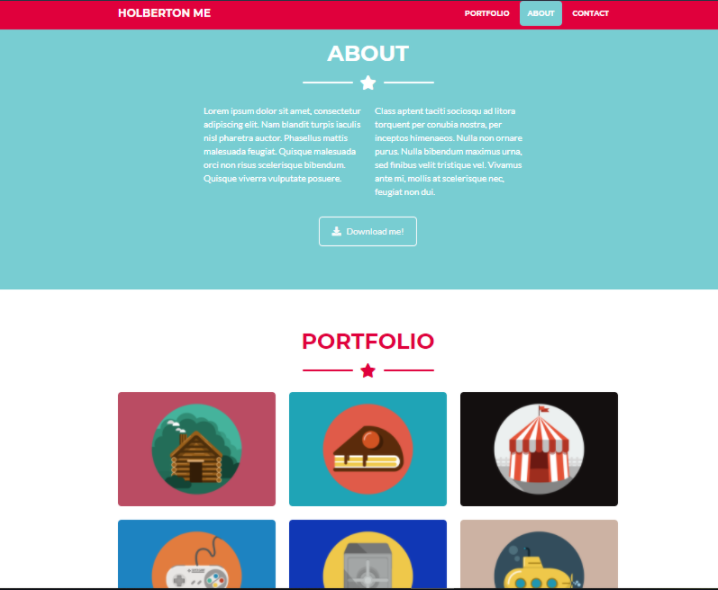 HOLBERTON ME
PORTFOLIO ABOUT CONTACT
ABOUT
Lorem ipsum dolor sit amet, consectetur
adipiscing elit. Nam blandit turpis iaculis
nisl pharetra auctor. Phasellus mattis
malesuada feugiat. Quisque malesuada
orci non risus scelerisque bibendum.
Quisque viverra vulputate posuere.
Class aptent taciti sociosqu ad litora
torquent per conubia nostra, per
inceptos himenaeos. Nulla non ornare
purus. Nulla bibendum maximus urna,
sed finibus velit tristique vel. Vivamus
ante mi, mollis at scelerisque nec,
feugiat non dui.
Download me!
PORTFOLIO